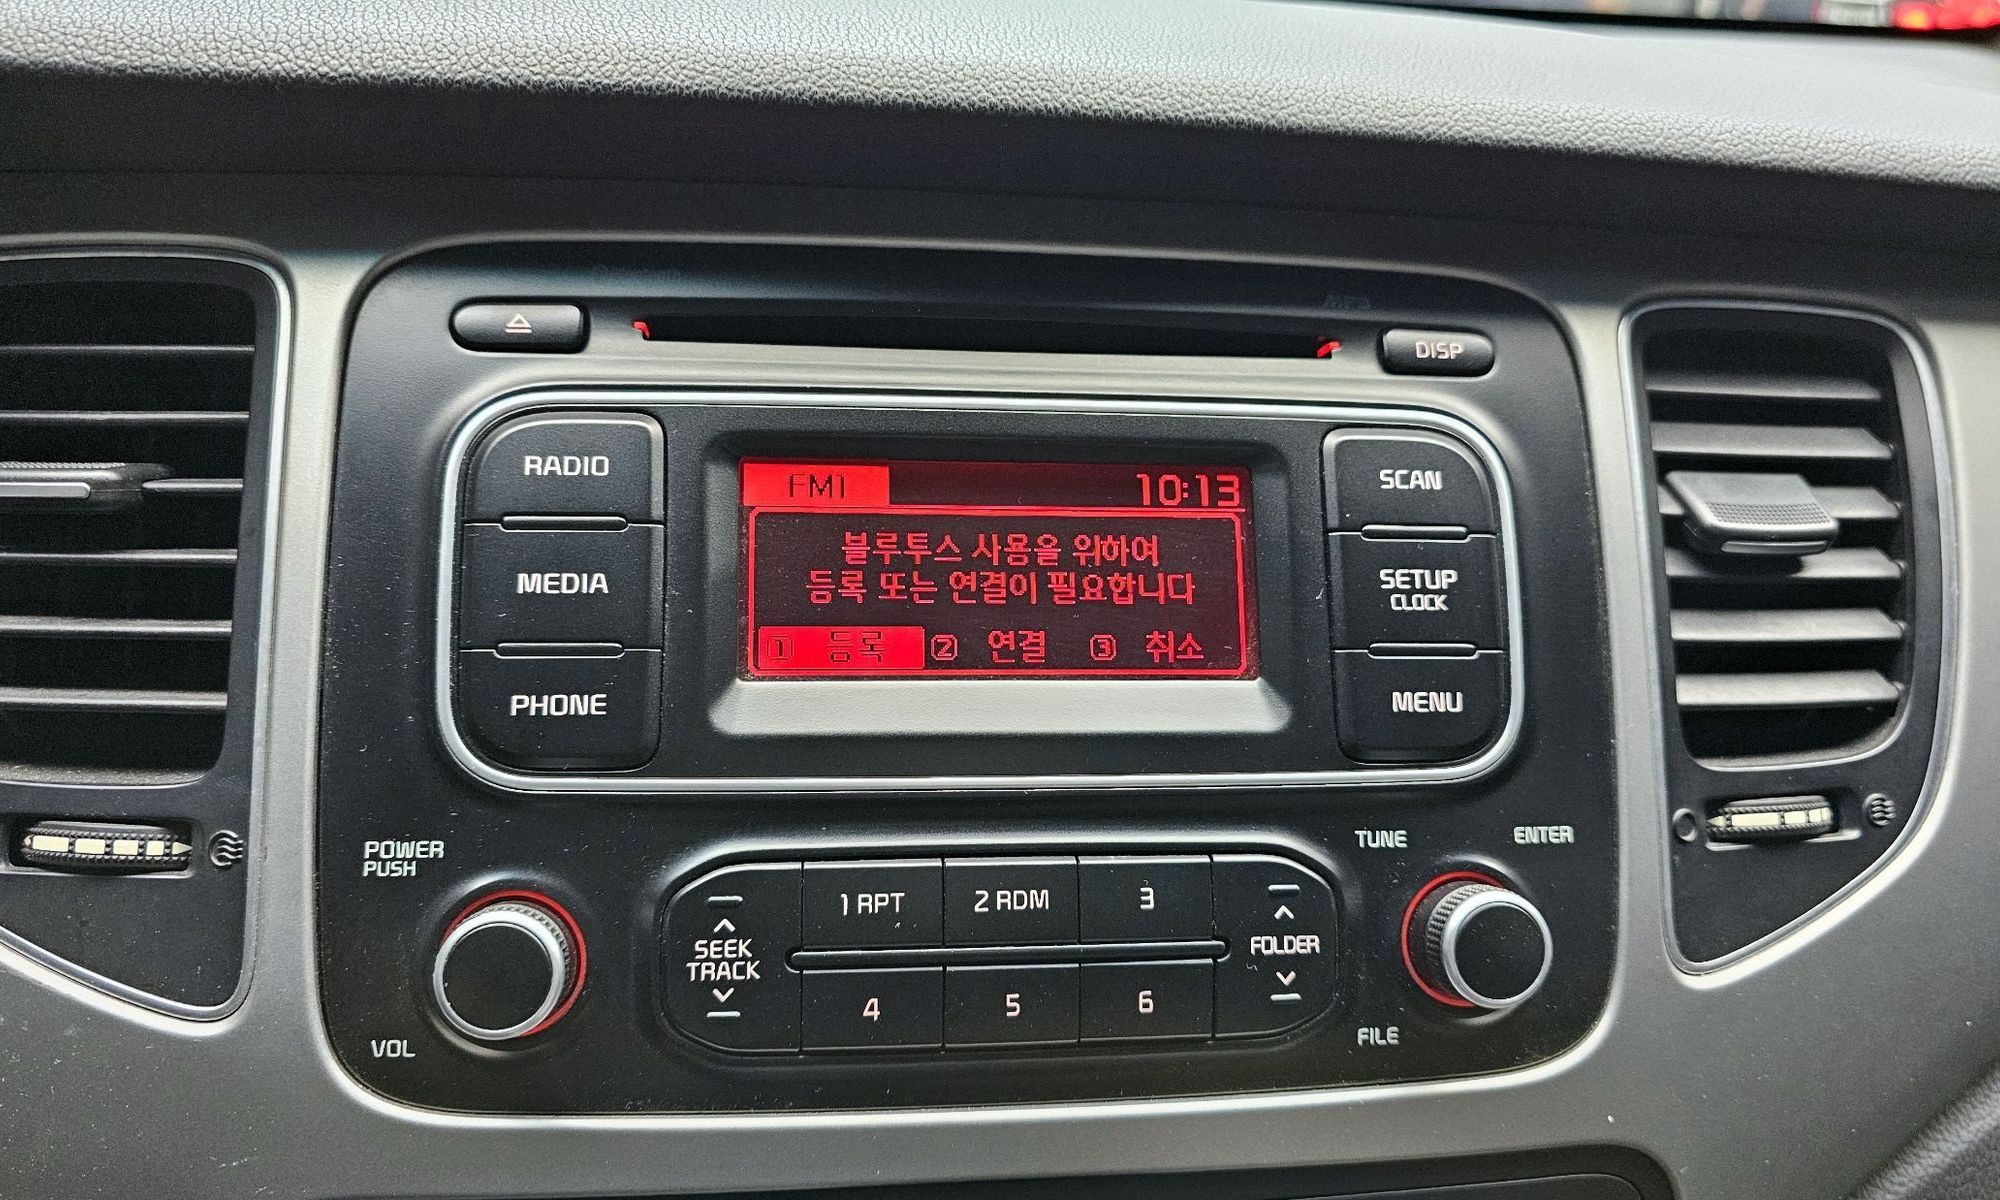 DISP
RADIO
MEDIA
PHONE
FM1 10:13
블루투스 사용을 위하여
등록 또는 연결이 필요합니다
1 등록 2 연결 3 취소
SCAN
SETUP
CLOCK
MENU
POWER
PUSH
VOL
SEEK
TRACK
1 RPT
2 RDM
3
4
5
6
FOLDER
TUNE
ENTER
FILE